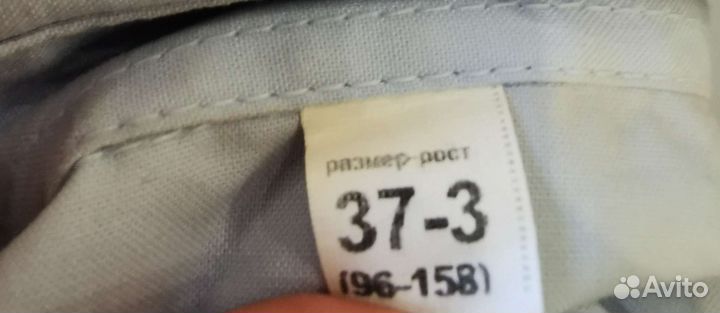 размер-рост
37-3
(96-158)
Avito